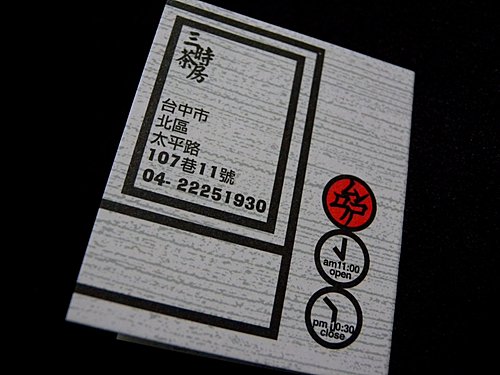 三時
茶房
台中市
北區
太平路
107巷11號
04- 22251930
am11:00
open
pm 10:30
close